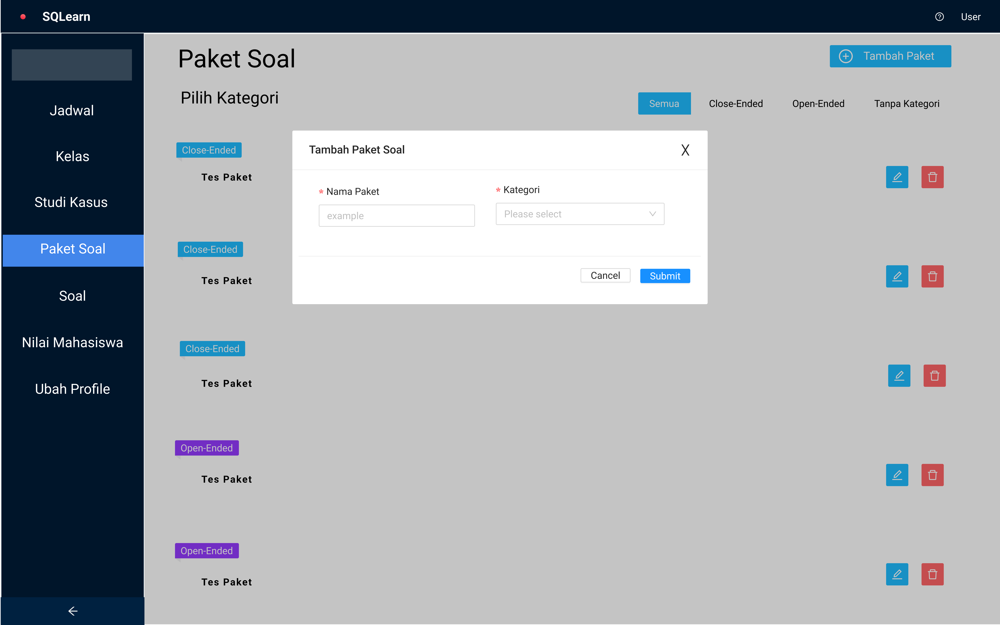 SQLearn
User
Jadwal
Kelas
Studi Kasus
Paket Soal
Soal
Nilai Mahasiswa
Ubah Profile
Paket Soal
Tambah Paket
Pilih Kategori
Semua
Close-Ended
Open-Ended
Tanpa Kategori
Close-Ended
Tes Paket
Close-Ended
Tes Paket
Close-Ended
Tes Paket
Open-Ended
Tes Paket
Open-Ended
Tes Paket
Tambah Paket Soal
X
* Nama Paket
example
* Kategori
Please select
Cancel
Submit